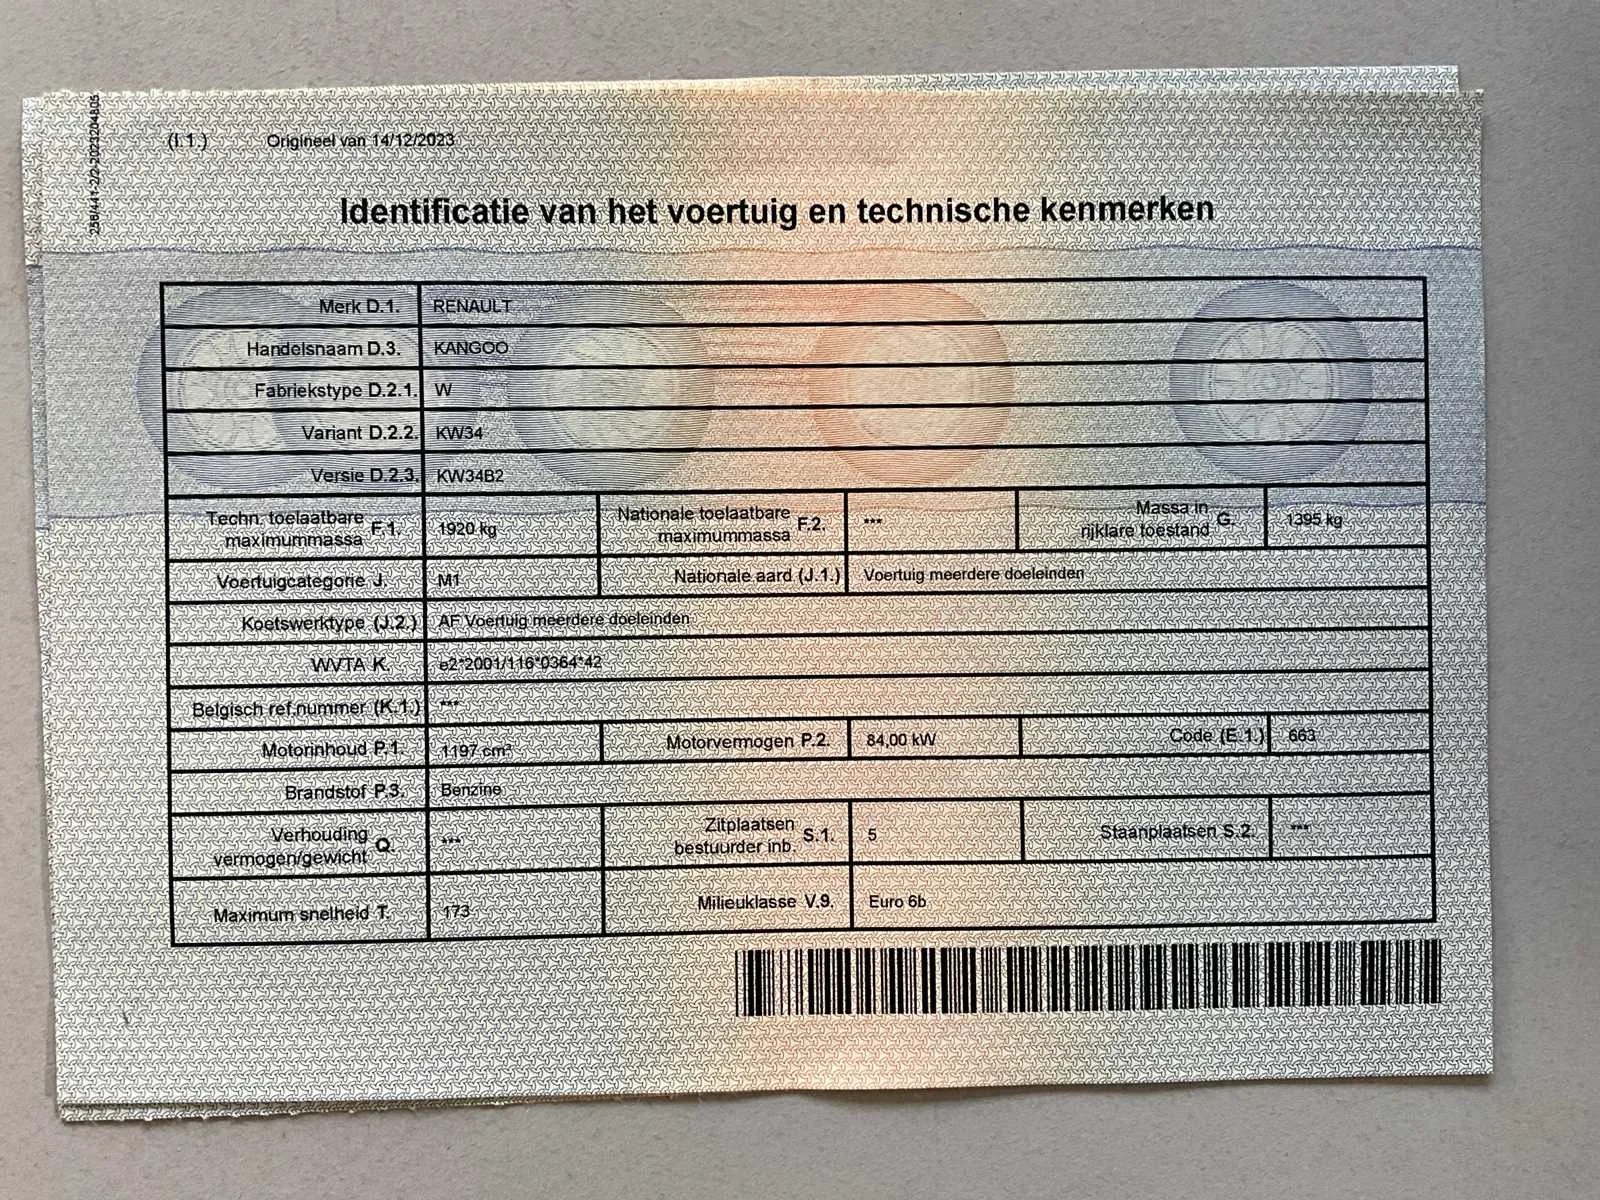 258/441-2/2-2023204805
(I.1.) Origineel van 14/12/2023
Identificatie van het voertuig en technische kenmerken
Merk D.1. RENAULT
Handelsnaam D.3. KANGOO
Fabriekstype D.2.1. W
Variant D.2.2. KW34
Versie D.2.3. KW34B2
Techn. toelaatbare maximummassa F.1. 1920 kg Nationale toelaatbare maximummassa F.2. *** Massa in rijklare toestand G. 1395 kg
Voertuigcategorie J. M1 Nationale aard (J.1.) Voertuig meerdere doeleinden
Koetswerktype (J.2.) AF Voertuig meerdere doeleinden
WVTA K. e2*2001/116*0364*42
Belgisch ref.nummer (K.1.) ***
Motorinhoud P.1. 1197 cm³ Motorvermogen P.2. 84,00 kW Code (E.1.) 663
Brandstof P.3. Benzine
Verhouding vermogen/gewicht Q. *** Zitplaatsen bestuurder inb. S.1. 5 Staanplaatsen S.2. ***
Maximum snelheid T. 173 Milieuklasse V.9. Euro 6b